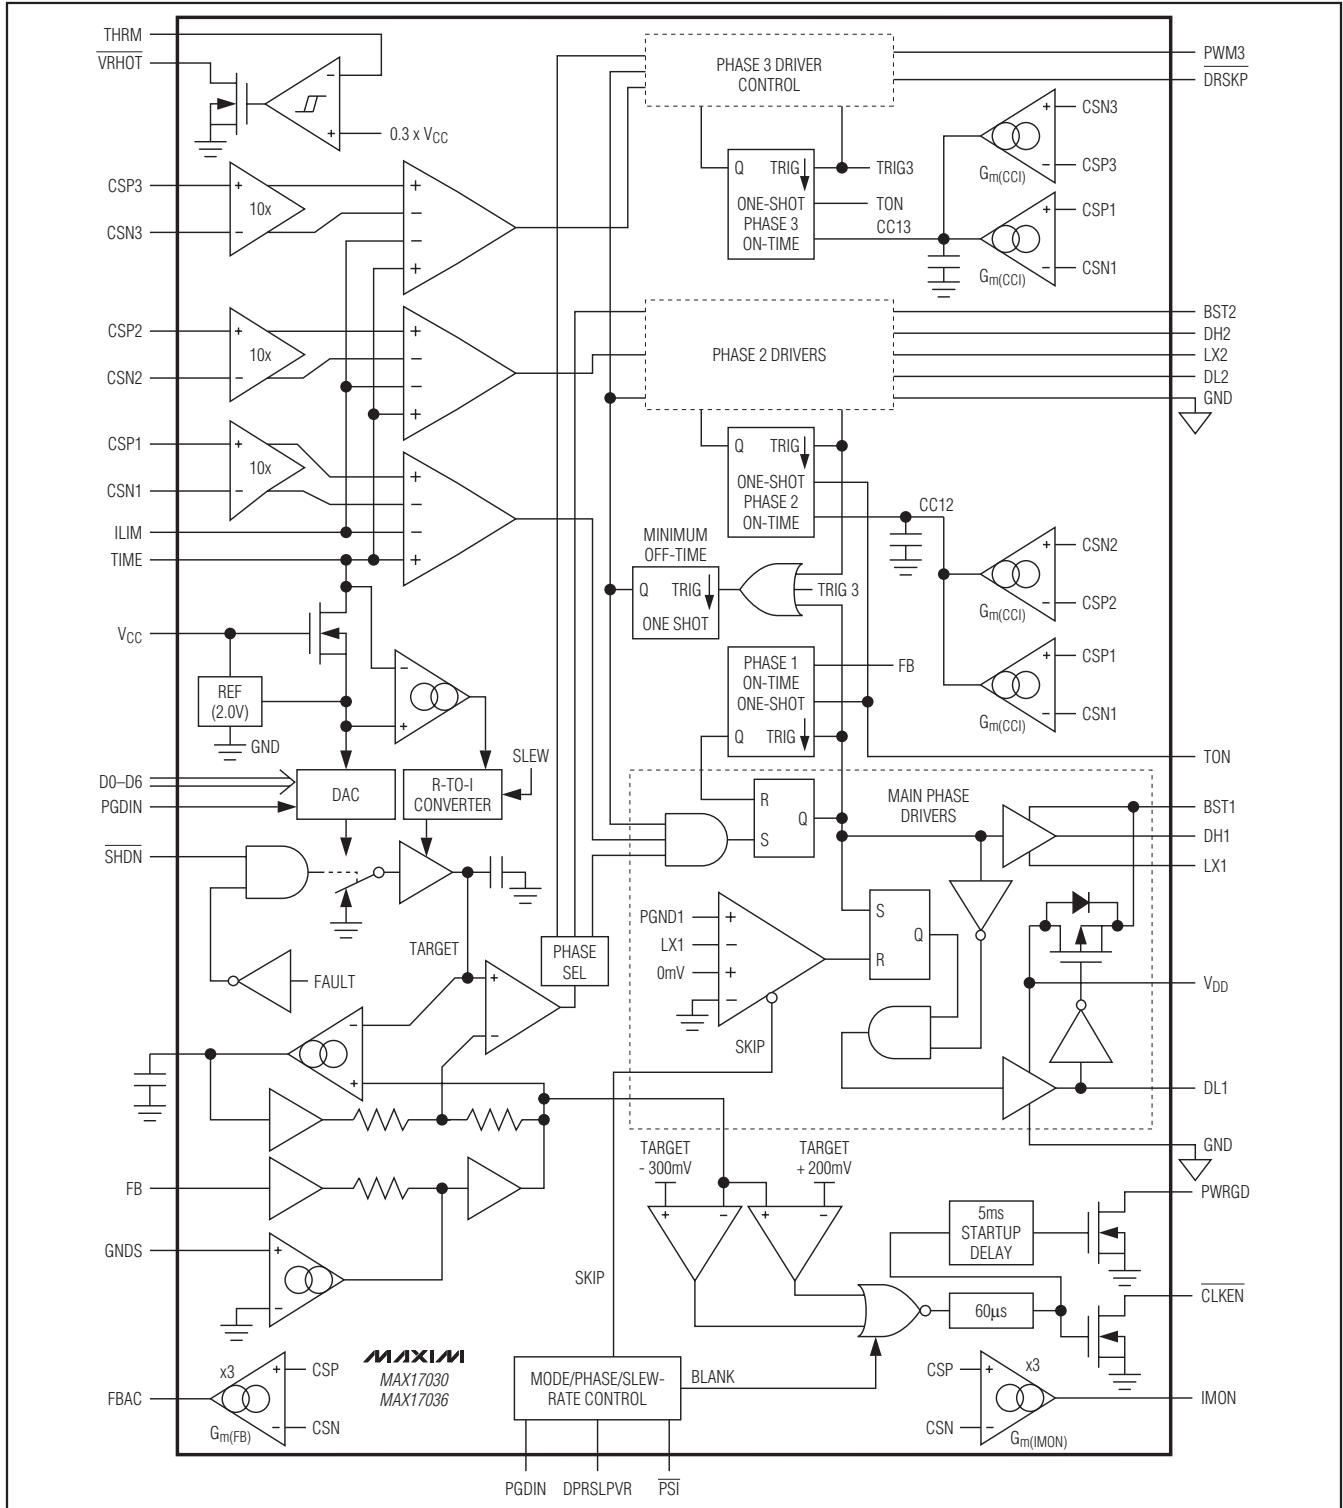 THRM
VRHOT
0.3 x VCC
CSP3
CSN3
10x
CSP2
CSN2
10x
CSP1
CSN1
10x
ILIM
TIME
VCC
REF
(2.0V)
GND
D0–D6
PGDIN
DAC
R-TO-I
CONVERTER
SLEW
SHDN
FAULT
TARGET
PHASE
SEL
FB
GNDS
x3
CSP
CSN
FBAC
Gm(FB)
MAXIM
MAX17030
MAX17036
PHASE 3 DRIVER
CONTROL
PWM3
DRSKP
Q
TRIG
ONE-SHOT
PHASE 3
ON-TIME
TRIG3
TON
CC13
CSN3
CSP3
Gm(CCI)
CSP1
CSN1
Gm(CCI)
PHASE 2 DRIVERS
BST2
DH2
LX2
DL2
GND
Q
TRIG
ONE-SHOT
PHASE 2
ON-TIME
CC12
MINIMUM
OFF-TIME
Q
TRIG
ONE SHOT
TRIG 3
CSN2
CSP2
Gm(CCI)
CSP1
CSN1
Gm(CCI)
PHASE 1
ON-TIME
ONE-SHOT
Q
TRIG
FB
TON
MAIN PHASE
DRIVERS
R
Q
S
BST1
DH1
LX1
PGND1
LX1
0mV
S
Q
R
SKIP
VDD
DL1
GND
TARGET
- 300mV
TARGET
+ 200mV
5ms
STARTUP
DELAY
PWRGD
60µs
CLKEN
SKIP
MODE/PHASE/SLEW-
RATE CONTROL
BLANK
CSP
x3
CSN
Gm(IMON)
IMON
PGDIN
DPRSLPVR
PSI